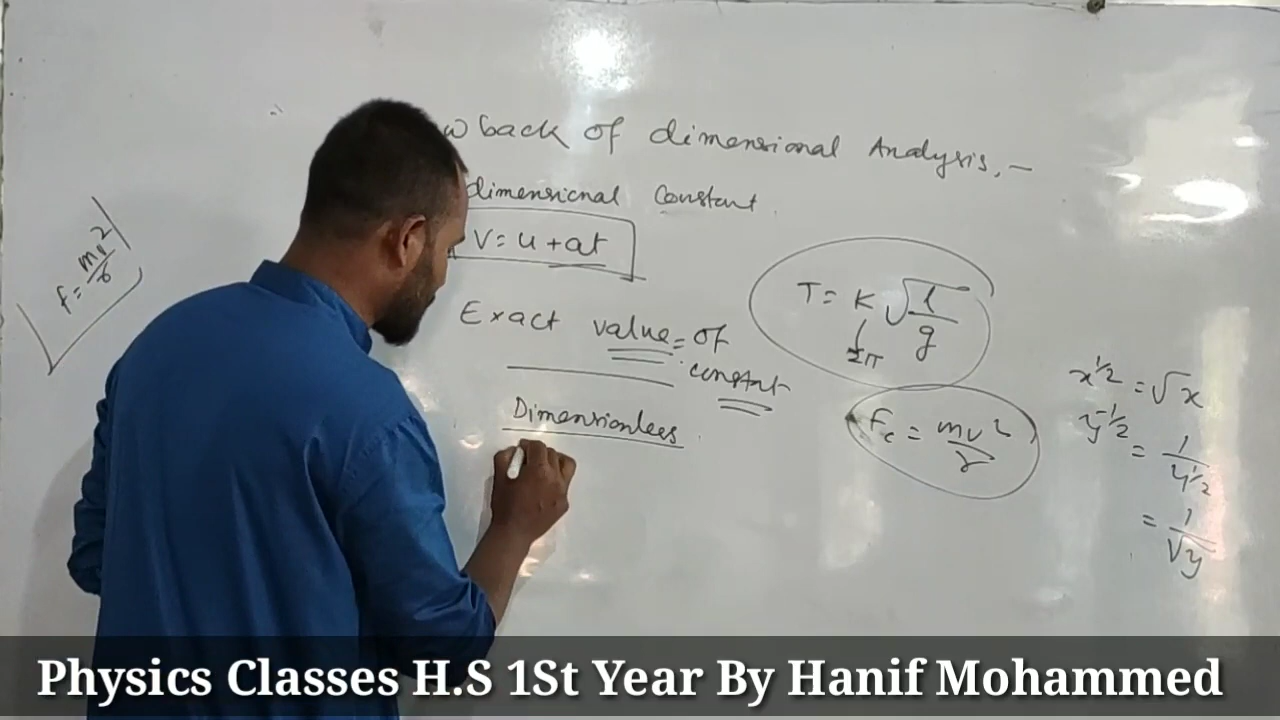 w back of dimensional Analysis. —
dimensional Constant.
V = u + at
Exact value = of
constant
Dimensionless
T = K √l/g
2π
Fc = mv²/r
x^1/2 = √x
y^-1/2 = 1/y^1/2
= 1/√y
F = mv²/r
Physics Classes H.S 1St Year By Hanif Mohammed